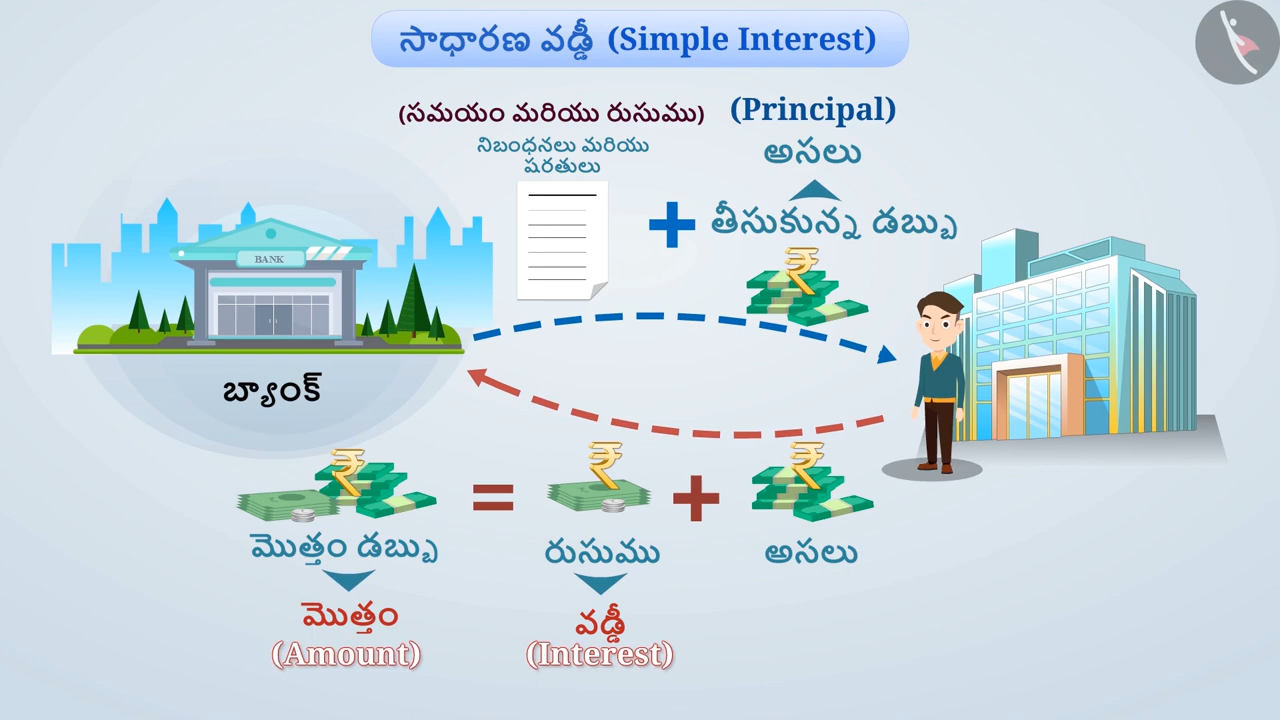 సాధారణ వడ్డీ (Simple Interest)
(సమయం మరియు రుసుము)
(Principal)
నిబంధనలు మరియు
షరతులు
అసలు
తీసుకున్న డబ్బు
BANK
బ్యాంక్
మొత్తం డబ్బు
రుసుము
అసలు
మొత్తం
(Amount)
వడ్డీ
(Interest)